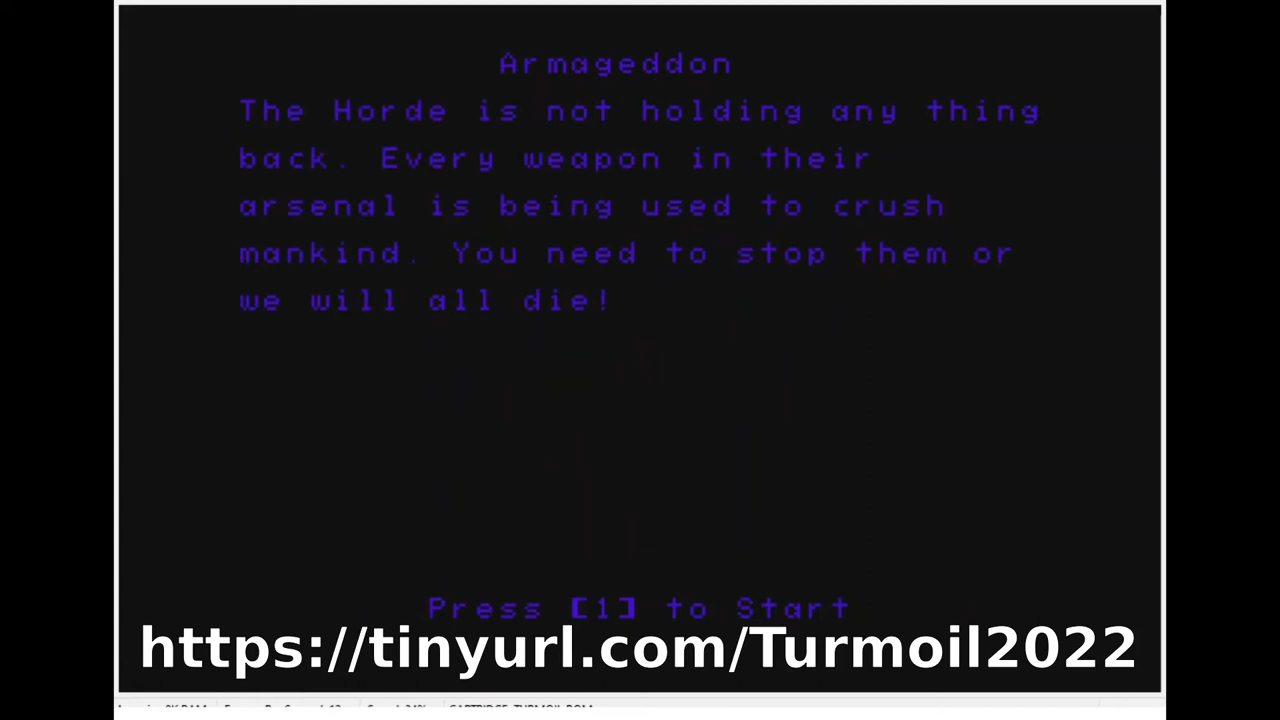 Armageddon
The Horde is not holding any thing
back. Every weapon in their
arsenal is being used to crush
mankind. You need to stop them or
we will all die!
Press [1] to Start
https://tinyurl.com/Turmoil2022